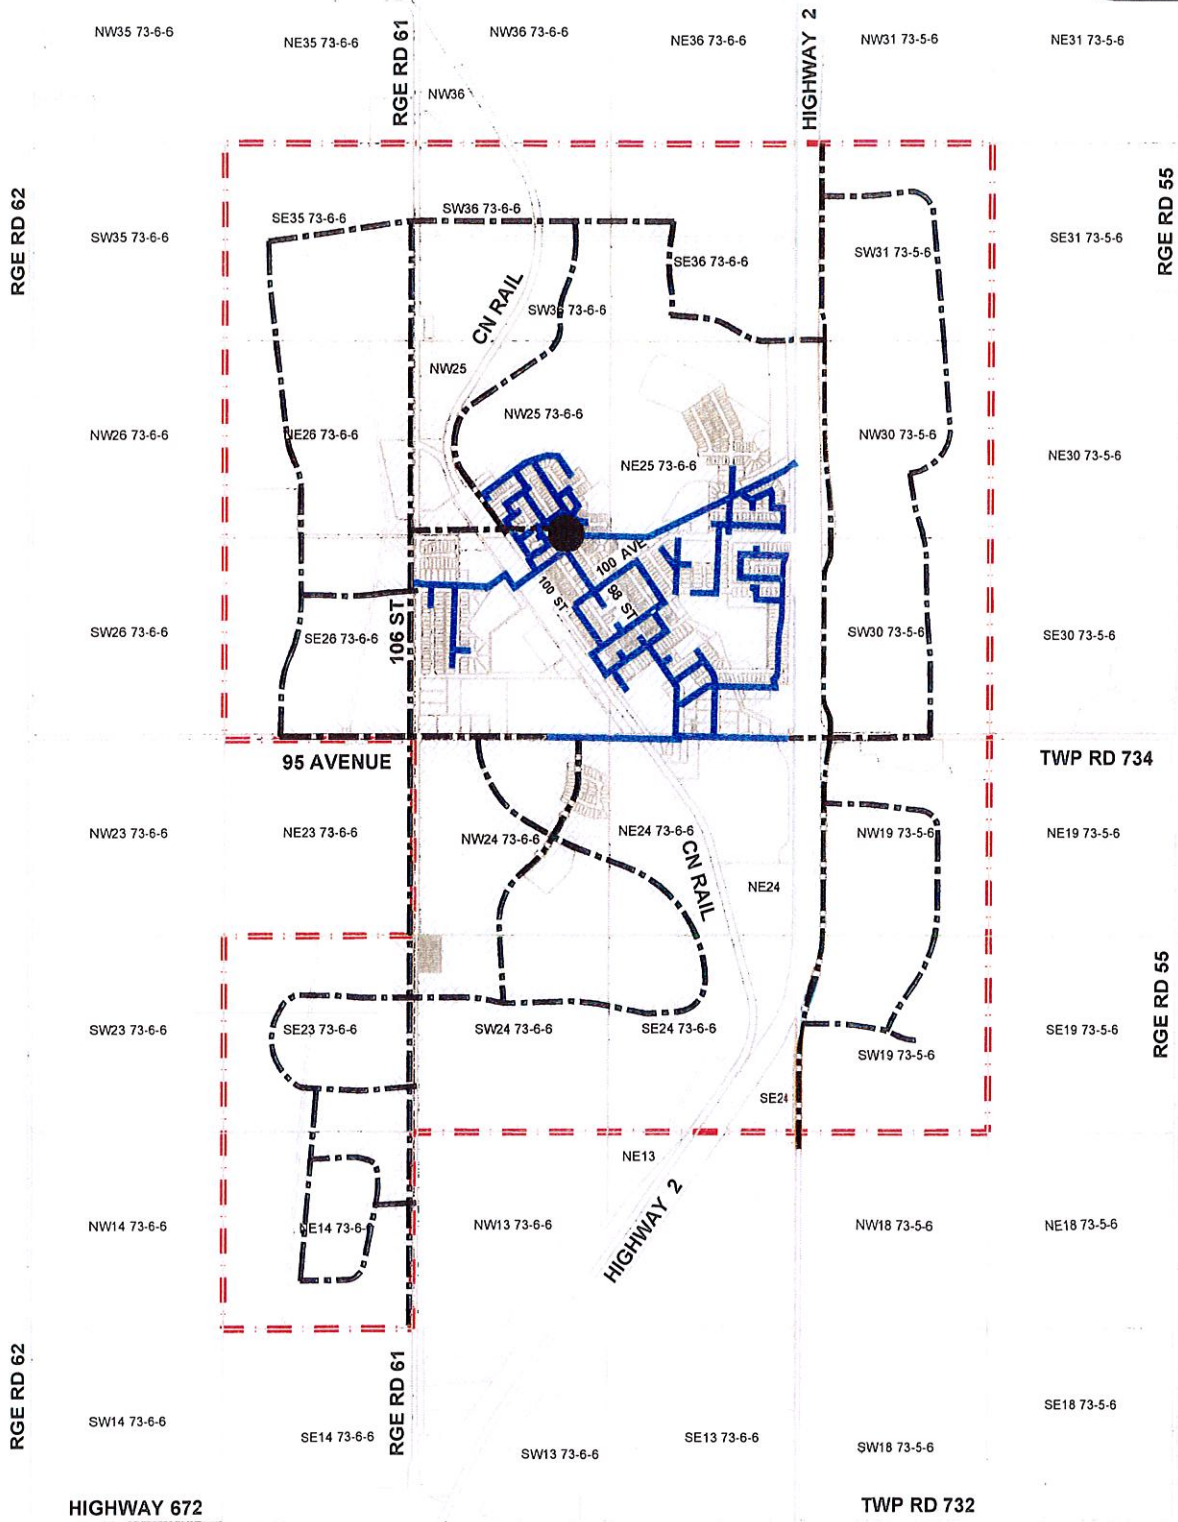 NW35 73-6-6
NE35 73-6-6
RGE RD 61
NW36 73-6-6
NE36 73-6-6
HIGHWAY 2
NW31 73-5-6
NE31 73-5-6
NW36
RGE RD 62
SW35 73-6-6
SE35 73-6-6
SW36 73-6-6
SE36 73-6-6
SW31 73-5-6
SE31 73-5-6
RGE RD 55
CN RAIL
SW36 73-6-6
NW25
NW25 73-6-6
NW26 73-6-6
NE26 73-6-6
NE25 73-6-6
NW30 73-5-6
NE30 73-5-6
100 AVE
100 ST
98 ST
SW26 73-6-6
SE26 73-6-6
106 ST
SW30 73-5-6
SE30 73-5-6
95 AVENUE
TWP RD 734
NW23 73-6-6
NE23 73-6-6
NW24 73-6-6
NE24 73-6-6
CN RAIL
NE24
NW19 73-5-6
NE19 73-5-6
SW23 73-6-6
SE23 73-6-6
SW24 73-6-6
SE24 73-6-6
SW19 73-5-6
SE19 73-5-6
RGE RD 55
SE24
NE13
NW14 73-6-6
NE14 73-6-6
NW13 73-6-6
HIGHWAY 2
NW18 73-5-6
NE18 73-5-6
RGE RD 62
SW14 73-6-6
SE14 73-6-6
RGE RD 61
SW13 73-6-6
SE13 73-6-6
SW18 73-5-6
SE18 73-5-6
HIGHWAY 672
TWP RD 732